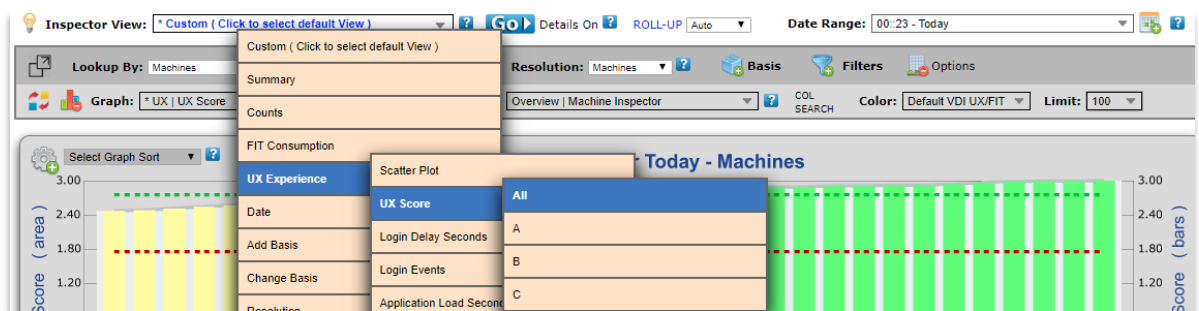 Inspector View: * Custom ( Click to select default View ) ? Go Details On ? ROLL-UP Auto Date Range: 00::23 - Today ?
Lookup By: Machines Resolution: Machines ? Basis Filters Options
Graph: * UX | UX Score Overview | Machine Inspector ? COL SEARCH Color: Default VDI UX/FIT Limit: 100
Custom ( Click to select default View )
Summary
Counts
FIT Consumption
UX Experience
Date
Add Basis
Change Basis
Scatter Plot
UX Score
Login Delay Seconds
Login Events
Application Load Second
All
A
B
C
Select Graph Sort ?
Today - Machines
3.00
2.40
1.80
1.20
Score ( area )
3.00
2.40
1.80
1.20
Score ( bars )